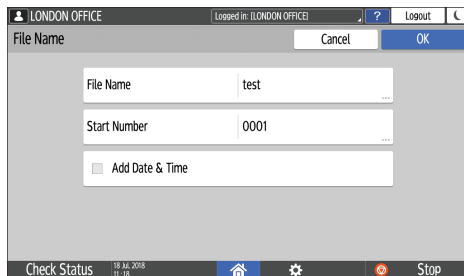 LONDON OFFICE Logged in: [LONDON OFFICE] ? Logout
File Name Cancel OK
File Name test ...
Start Number 0001 ...
Add Date & Time
Check Status 18 Jul. 2018 Stop
11:18